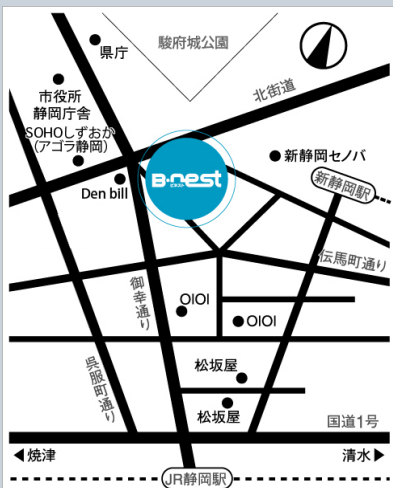 県庁
駿府城公園
市役所
静岡庁舎
SOHOしずおか
(アゴラ静岡)
北街道
新静岡セノバ
Den bill
B-nest
ビネスト
新静岡駅
伝馬町通り
御幸通り
OIOI
OIOI
呉服町通り
松坂屋
松坂屋
国道1号
◀焼津
清水▶
JR静岡駅